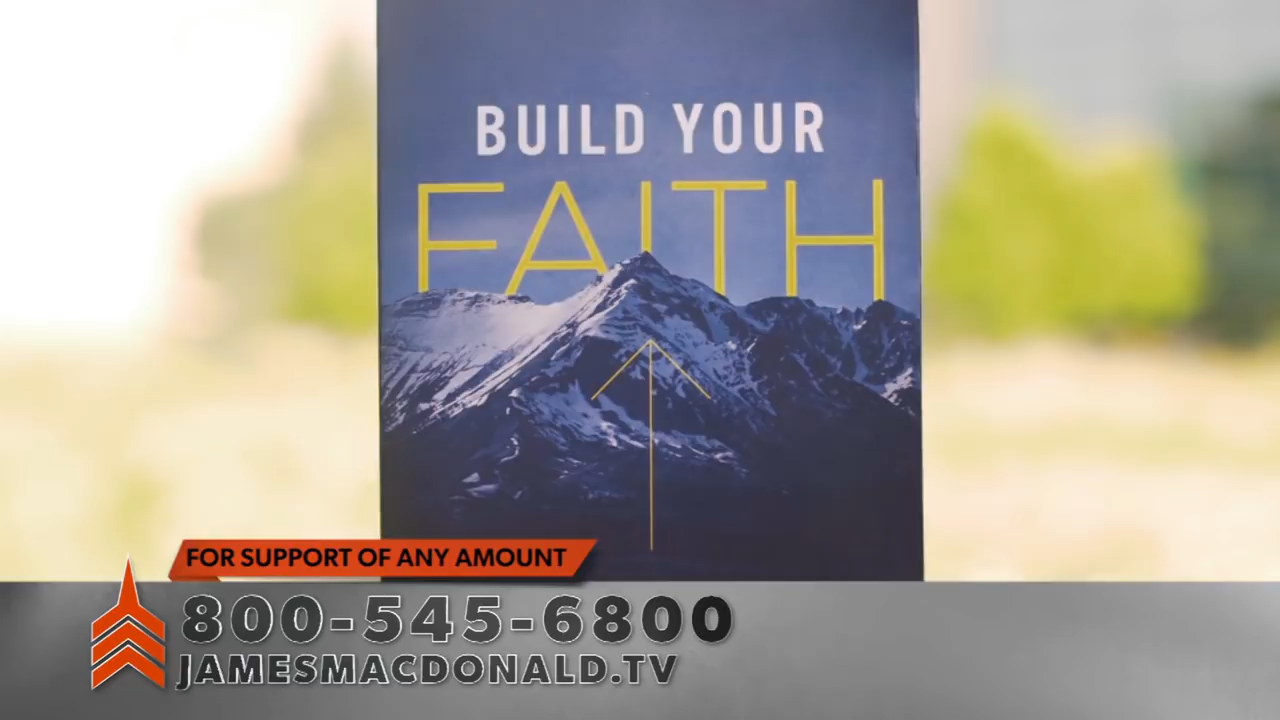 BUILD YOUR
FAITH
FOR SUPPORT OF ANY AMOUNT
800-545-6800
JAMESMACDONALD.TV